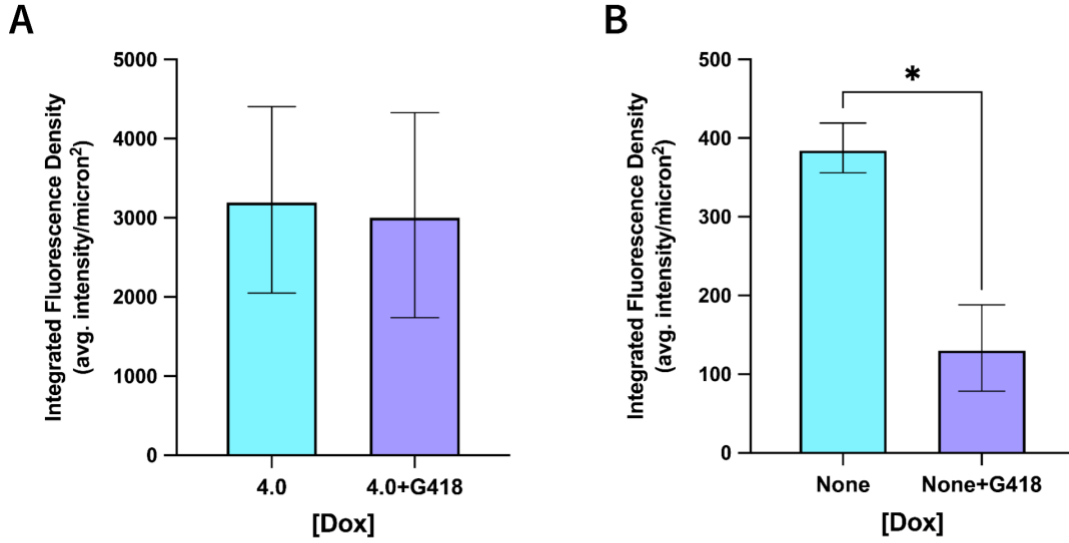 A
Integrated Fluorescence Density
(avg. intensity/micron²)
5000
4000
3000
2000
1000
0
4.0
4.0+G418
[Dox]
B
Integrated Fluorescence Density
(avg. intensity/micron²)
500
400
300
200
100
0
*
None
None+G418
[Dox]